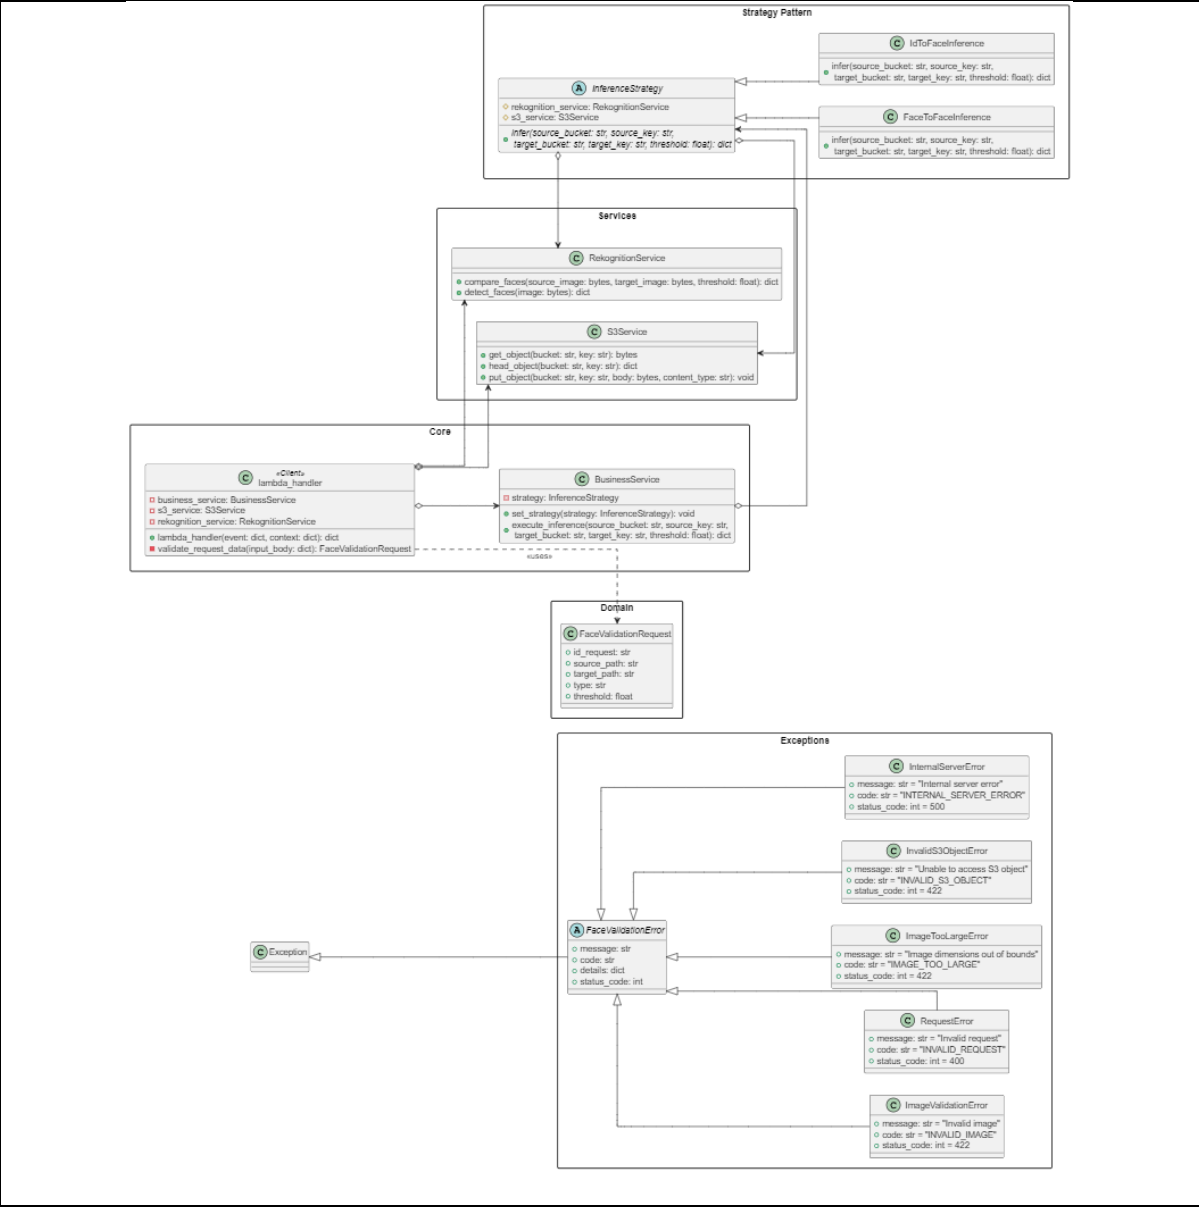 Strategy Pattern
C IdToFaceInference
infer(source_bucket: str, source_key: str,
target_bucket: str, target_key: str, threshold: float): dict
A InferenceStrategy
rekognition_service: RekognitionService
s3_service: S3Service
infer(source_bucket: str, source_key: str,
target_bucket: str, target_key: str, threshold: float): dict
C FaceToFaceInference
infer(source_bucket: str, source_key: str,
target_bucket: str, target_key: str, threshold: float): dict
Services
C RekognitionService
compare_faces(source_image: bytes, target_image: bytes, threshold: float): dict
detect_faces(image: bytes): dict
C S3Service
get_object(bucket: str, key: str): bytes
head_object(bucket: str, key: str): dict
put_object(bucket: str, key: str, body: bytes, content_type: str): void
Core
«Client»
C lambda_handler
business_service: BusinessService
s3_service: S3Service
rekognition_service: RekognitionService
lambda_handler(event: dict, context: dict): dict
validate_request_data(input_body: dict): FaceValidationRequest
C BusinessService
strategy: InferenceStrategy
set_strategy(strategy: InferenceStrategy): void
execute_inference(source_bucket: str, source_key: str,
target_bucket: str, target_key: str, threshold: float): dict
«uses»
Domain
C FaceValidationRequest
id_request: str
source_path: str
target_path: str
type: str
threshold: float
Exceptions
C InternalServerError
message: str = "Internal server error"
code: str = "INTERNAL_SERVER_ERROR"
status_code: int = 500
C InvalidS3ObjectError
message: str = "Unable to access S3 object"
code: str = "INVALID_S3_OBJECT"
status_code: int = 422
A FaceValidationError
message: str
code: str
details: dict
status_code: int
C Exception
C ImageTooLargeError
message: str = "Image dimensions out of bounds"
code: str = "IMAGE_TOO_LARGE"
status_code: int = 422
C RequestError
message: str = "Invalid request"
code: str = "INVALID_REQUEST"
status_code: int = 400
C ImageValidationError
message: str = "Invalid image"
code: str = "INVALID_IMAGE"
status_code: int = 422